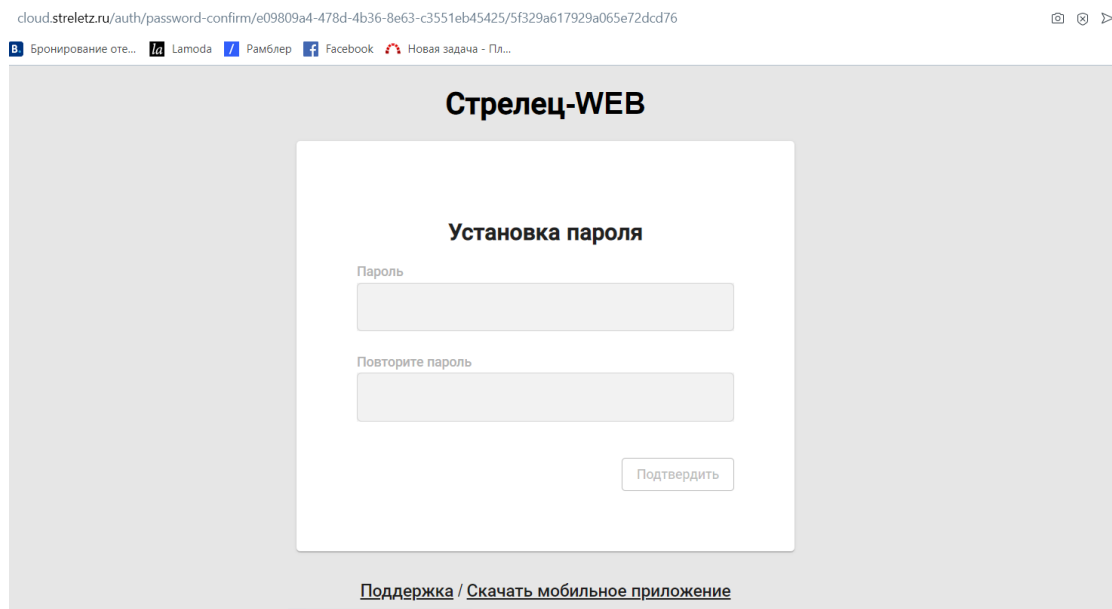 cloud.streletz.ru/auth/password-confirm/e09809a4-478d-4b36-8e63-c3551eb45425/5f329a617929a065e72dcd76
B. Бронирование оте... la Lamoda / Рамблер f Facebook Новая задача - Пл...
Стрелец-WEB
Установка пароля
Пароль
Повторите пароль
Подтвердить
Поддержка / Скачать мобильное приложение